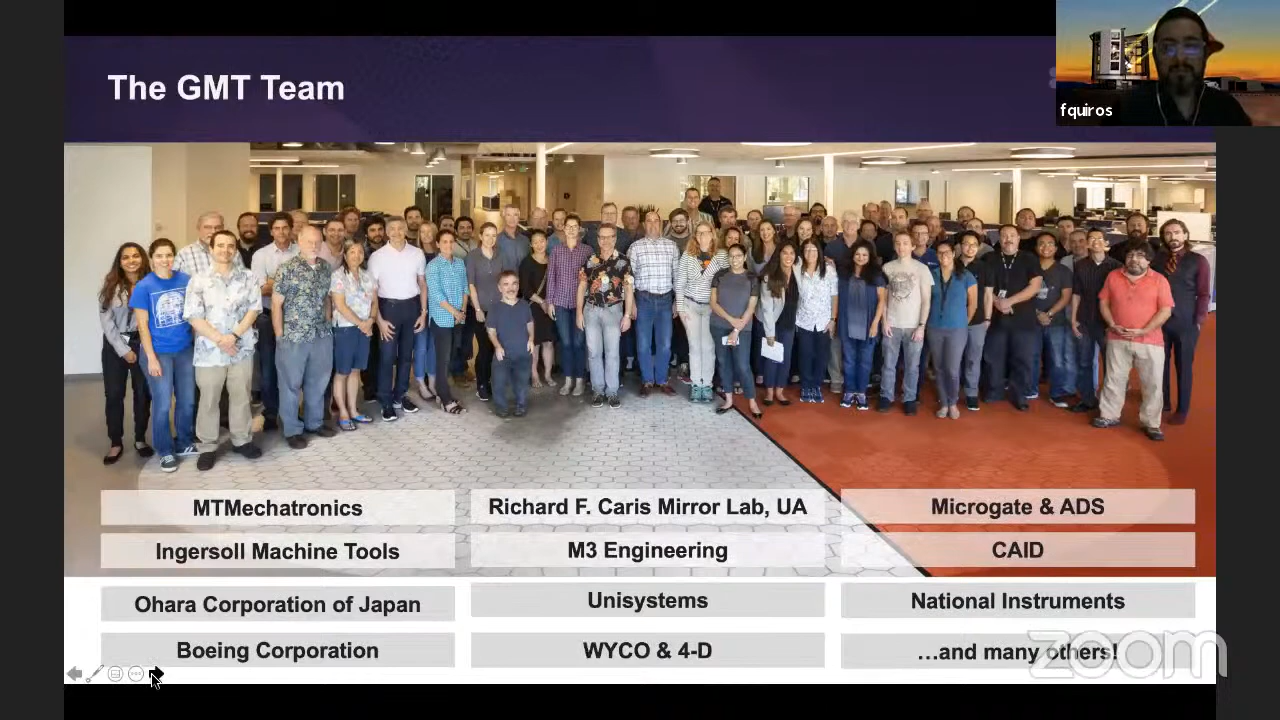 The GMT Team
fquiros
MTMechatronics
Richard F. Caris Mirror Lab, UA
Microgate & ADS
Ingersoll Machine Tools
M3 Engineering
CAID
Ohara Corporation of Japan
Unisystems
National Instruments
Boeing Corporation
WYCO & 4-D
…and many others!
zoom